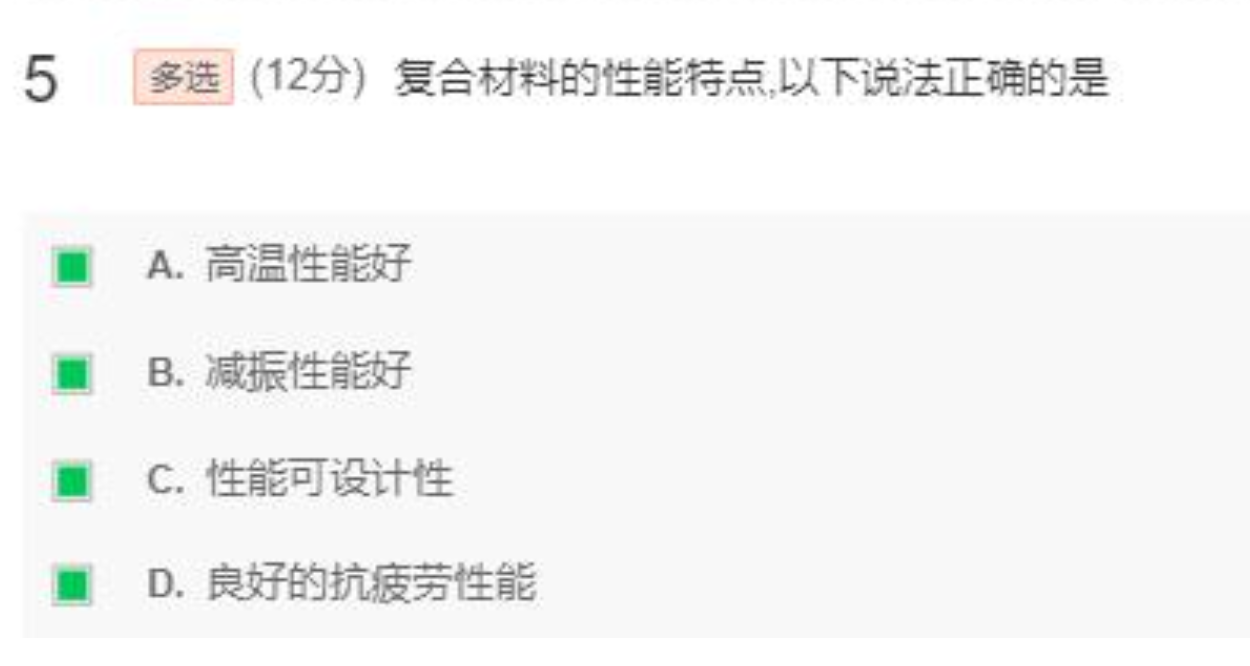 5 多选 (12分) 复合材料的性能特点,以下说法正确的是
A. 高温性能好
B. 减振性能好
C. 性能可设计性
D. 良好的抗疲劳性能